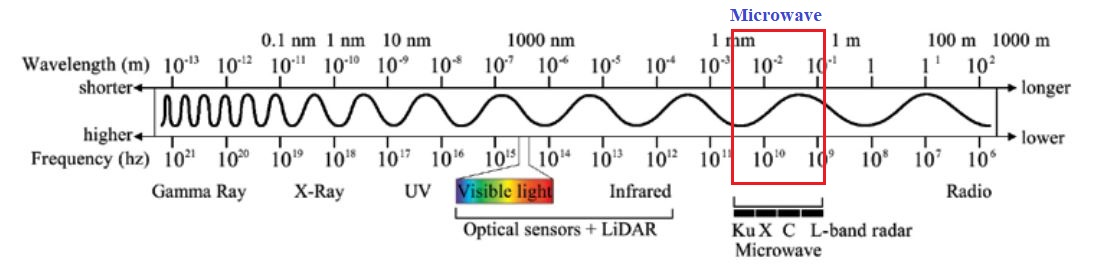 Microwave
0.1 nm 1 nm 10 nm 1000 nm 1 mm 1 m 100 m 1000 m
Wavelength (m) 10⁻¹³ 10⁻¹² 10⁻¹¹ 10⁻¹⁰ 10⁻⁹ 10⁻⁸ 10⁻⁷ 10⁻⁶ 10⁻⁵ 10⁻⁴ 10⁻³ 10⁻² 10⁻¹ 1 1¹ 10²
shorter longer
higher lower
Frequency (hz) 10²¹ 10²⁰ 10¹⁹ 10¹⁸ 10¹⁷ 10¹⁶ 10¹⁵ 10¹⁴ 10¹³ 10¹² 10¹¹ 10¹⁰ 10⁹ 10⁸ 10⁷ 10⁶
Gamma Ray X-Ray UV Visible light Infrared Radio
Optical sensors + LiDAR
Ku X C L-band radar
Microwave